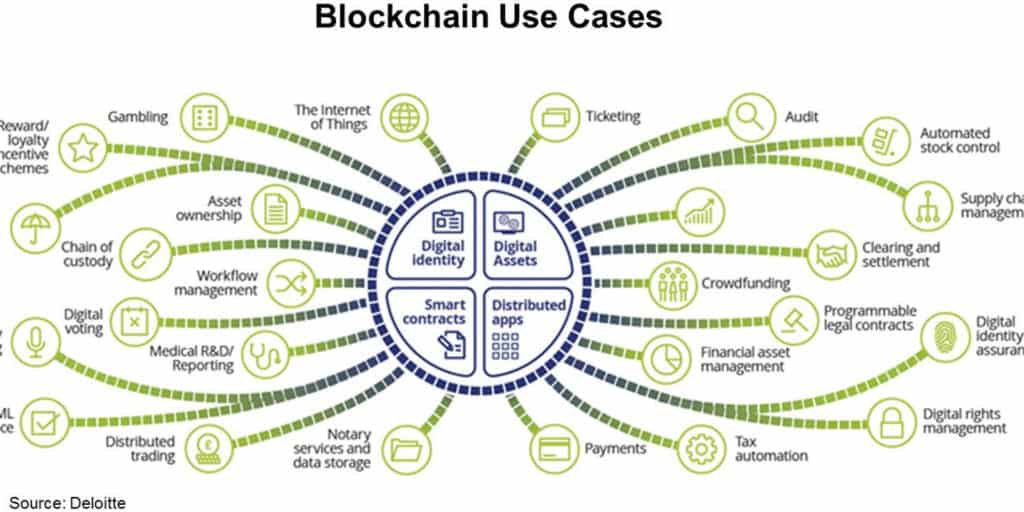 Blockchain Use Cases
Gambling
The Internet
of Things
Ticketing
Audit
Reward/
loyalty
ncentive
chemes
Automated
stock control
Asset
ownership
Supply cha
managem
Chain of
custody
Digital
identity
Digital
Assets
Clearing and
settlement
Workflow
management
Crowdfunding
Digital
voting
Smart
contracts
Distributed
apps
Programmable
legal contracts
Digital
identity
assuran
Medical R&D/
Reporting
Financial asset
management
ML
ce
Digital rights
management
Distributed
trading
Notary
services and
data storage
Payments
Tax
automation
Source: Deloitte